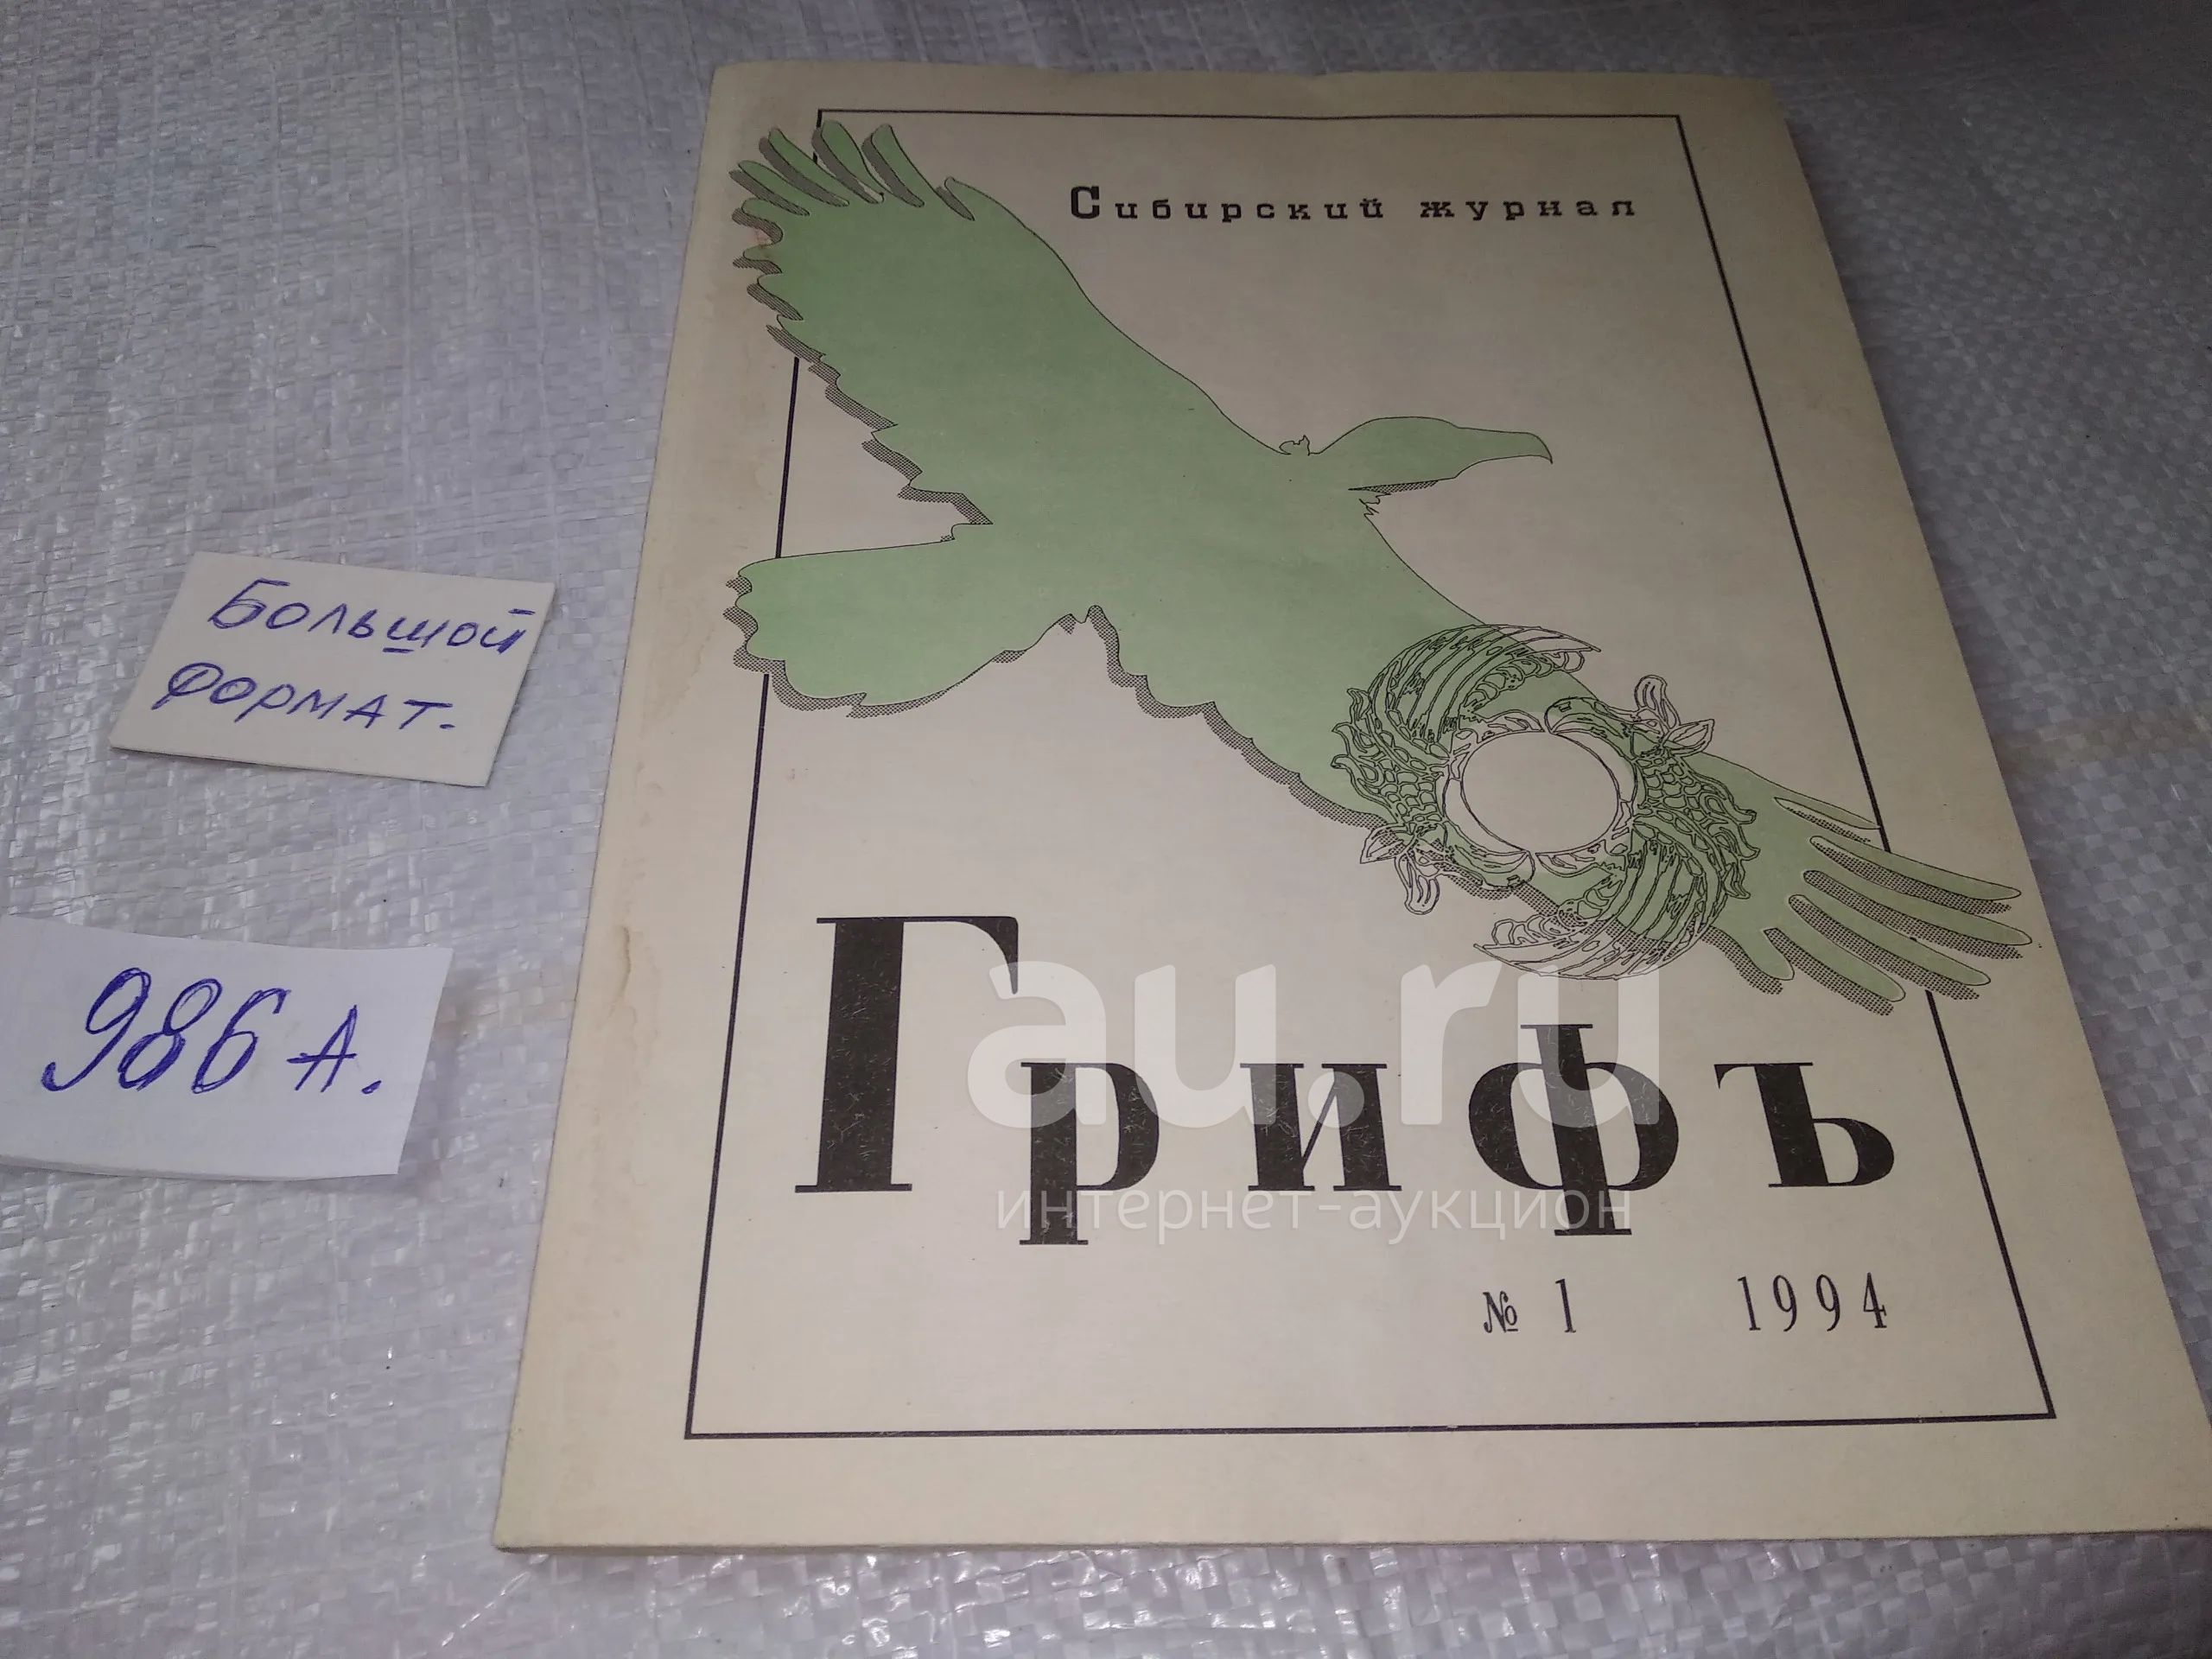 Сибирский журнал
Большой
формат.
986 А.
Грифъ
au.ru
интернет-аукцион
№ 1 1994